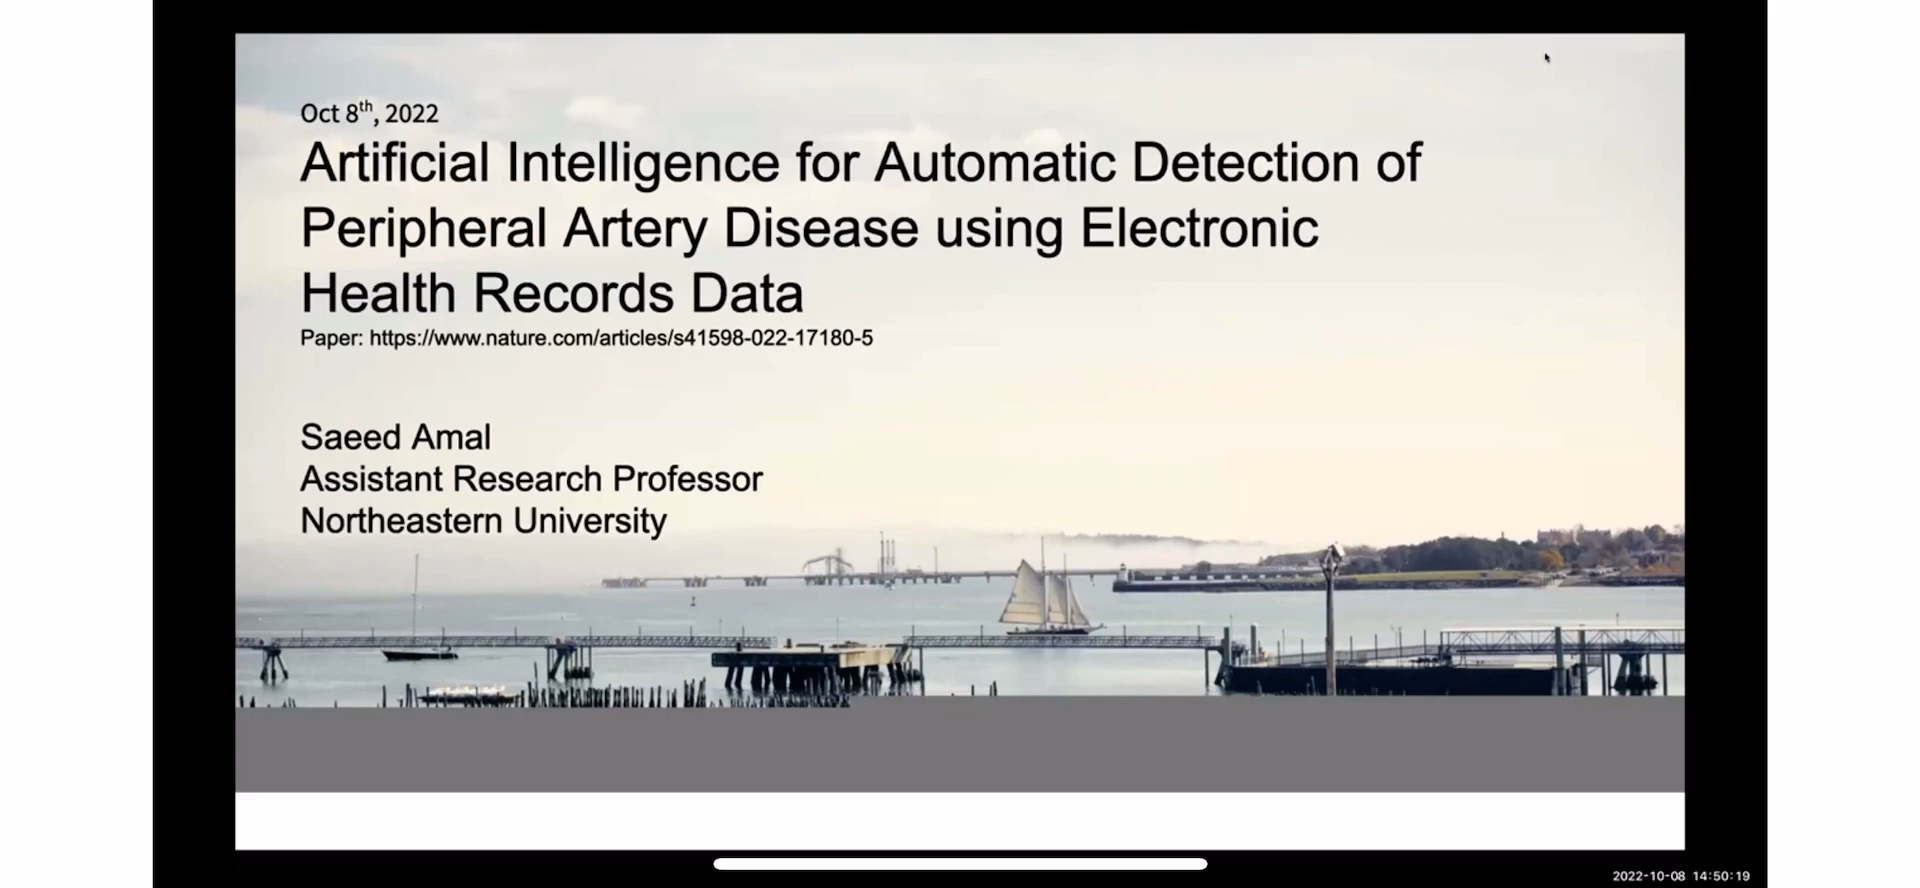 Oct 8th, 2022
Artificial Intelligence for Automatic Detection of
Peripheral Artery Disease using Electronic
Health Records Data
Paper: https://www.nature.com/articles/s41598-022-17180-5
Saeed Amal
Assistant Research Professor
Northeastern University
2022-10-08 14:50:19